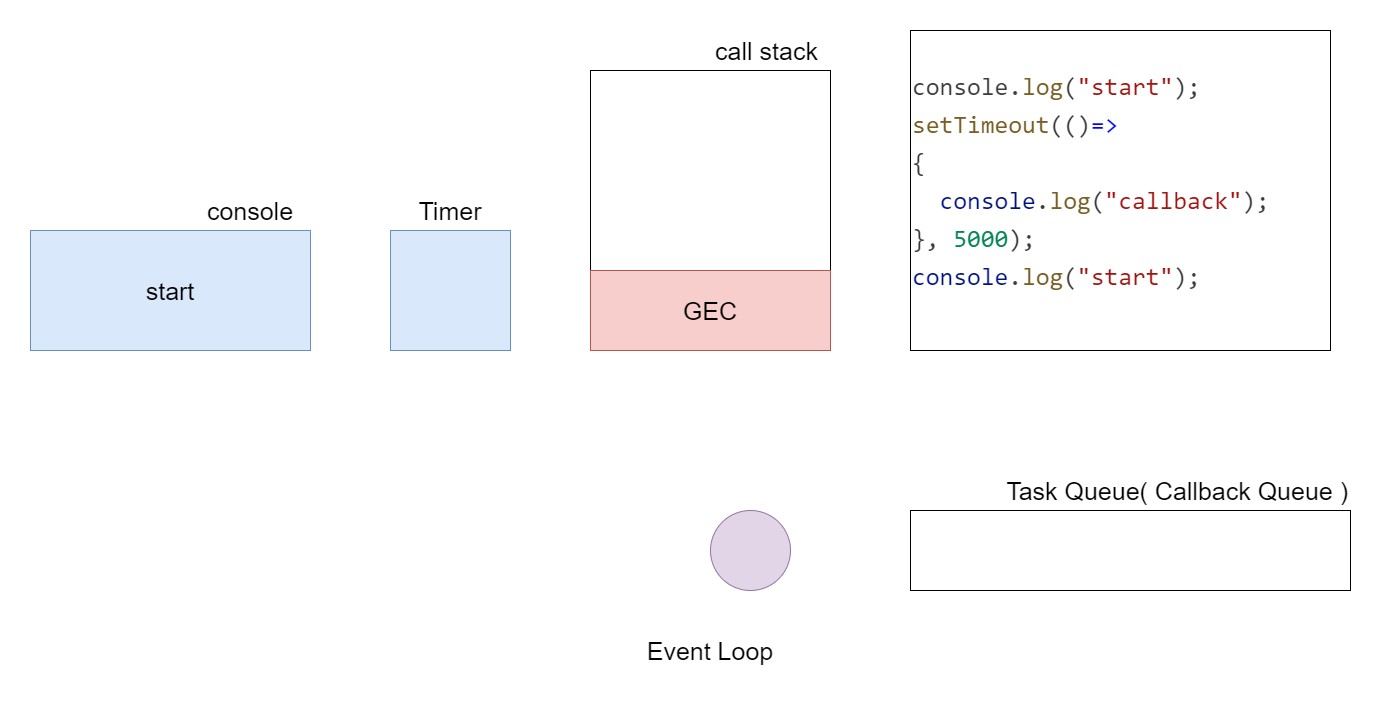 call stack
console.log("start");
setTimeout(()=>
{
  console.log("callback");
}, 5000);
console.log("start");
console
Timer
start
GEC
Task Queue( Callback Queue )
Event Loop